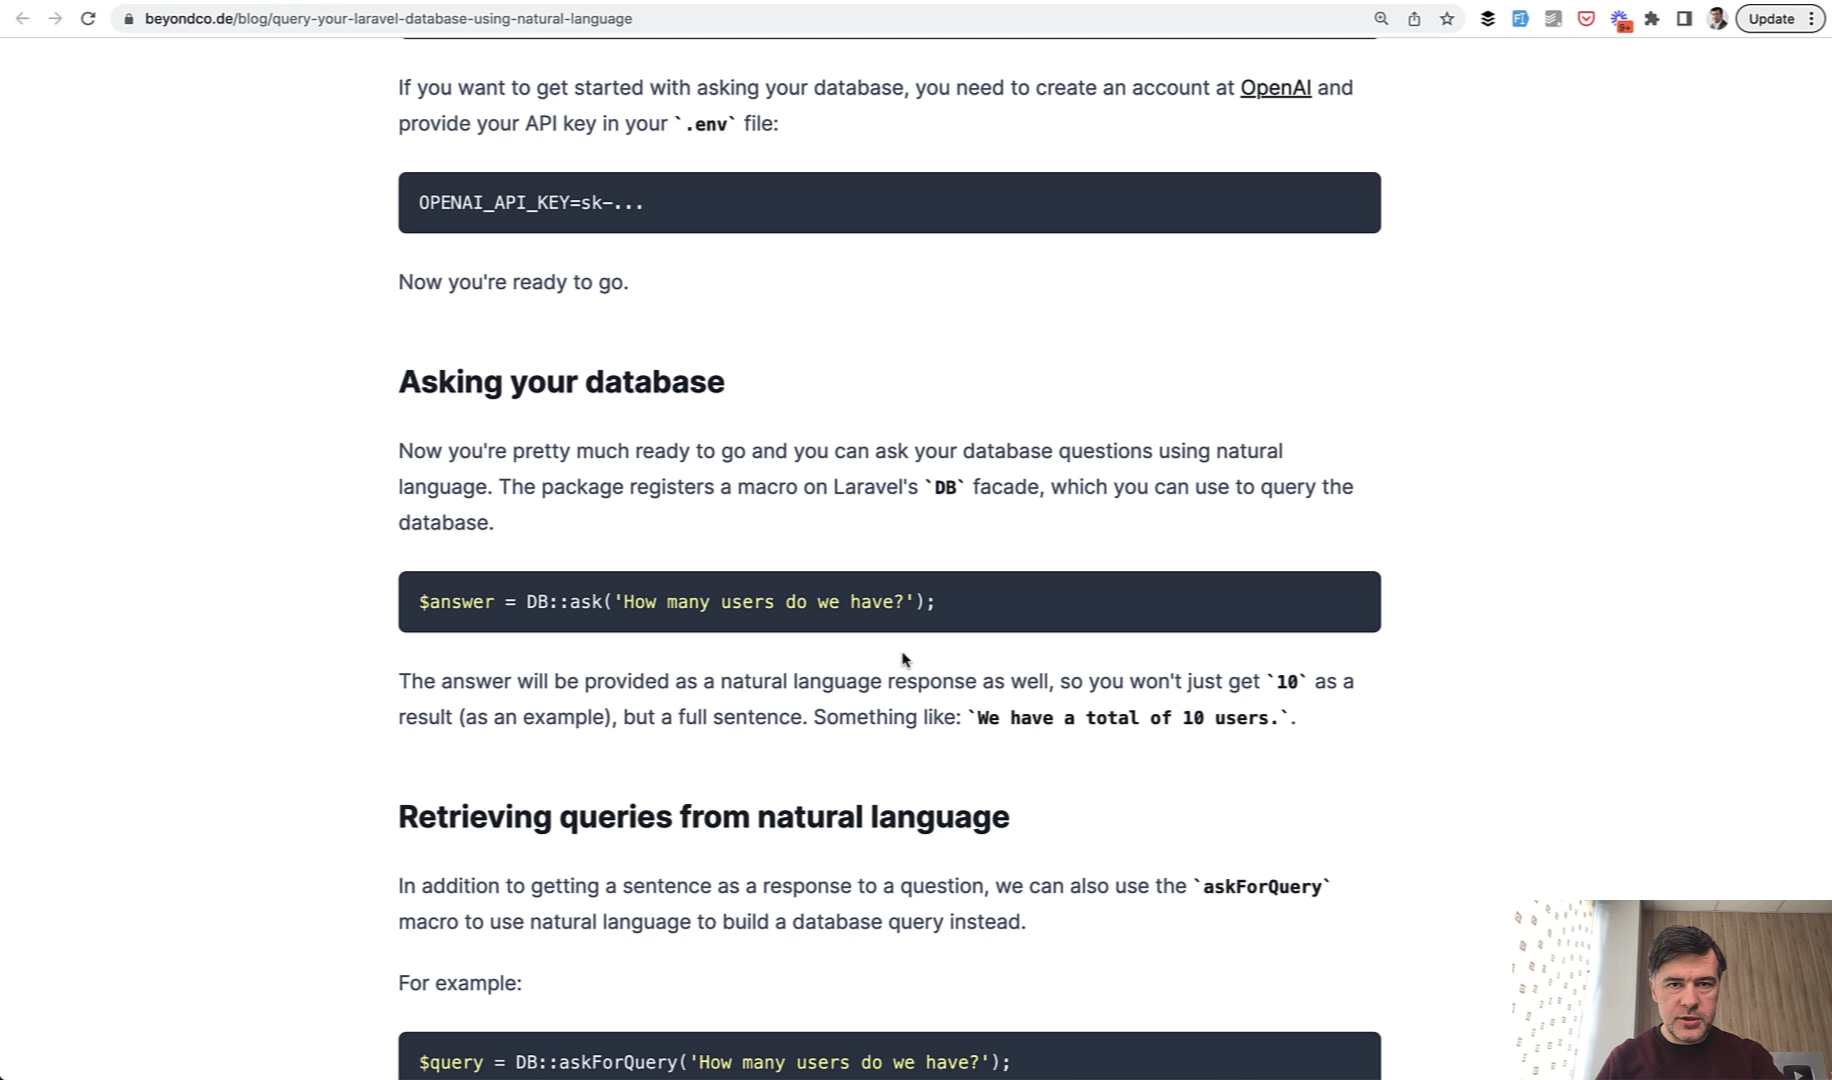 beyondco.de/blog/query-your-laravel-database-using-natural-language
9+
Update
If you want to get started with asking your database, you need to create an account at OpenAI and
provide your API key in your `.env` file:
OPENAI_API_KEY=sk-...
Now you're ready to go.
Asking your database
Now you're pretty much ready to go and you can ask your database questions using natural
language. The package registers a macro on Laravel's `DB` facade, which you can use to query the
database.
$answer = DB::ask('How many users do we have?');
The answer will be provided as a natural language response as well, so you won't just get `10` as a
result (as an example), but a full sentence. Something like: `We have a total of 10 users.`.
Retrieving queries from natural language
In addition to getting a sentence as a response to a question, we can also use the `askForQuery`
macro to use natural language to build a database query instead.
For example:
$query = DB::askForQuery('How many users do we have?');